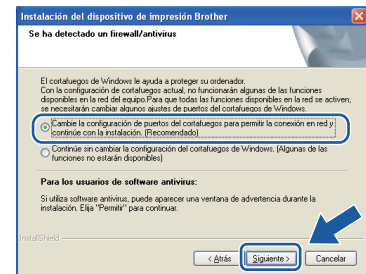 Instalación del dispositivo de impresión Brother
Se ha detectado un firewall/antivirus
El cortafuegos de Windows le ayuda a proteger su ordenador.
Con la configuración de cortafuegos actual, no funcionarán algunas de las funciones
disponibles en la red del equipo.Para que todas las funciones disponibles en la red se activen,
se necesitarán cambiar algunos ajustes de puertos del cortafuegos de Windows.
Cambie la configuración de puertos del cortafuegos para permitir la conexión en red y
continúe con la instalación. (Recomendado)
Continúe sin cambiar la configuración del cortafuegos de Windows. (Algunas de las
funciones no estarán disponibles)
Para los usuarios de software antivirus:
Si utiliza software antivirus, puede aparecer una ventana de advertencia durante la
instalación. Elija "Permitir" para continuar.
InstallShield
< Atrás Siguiente > Cancelar